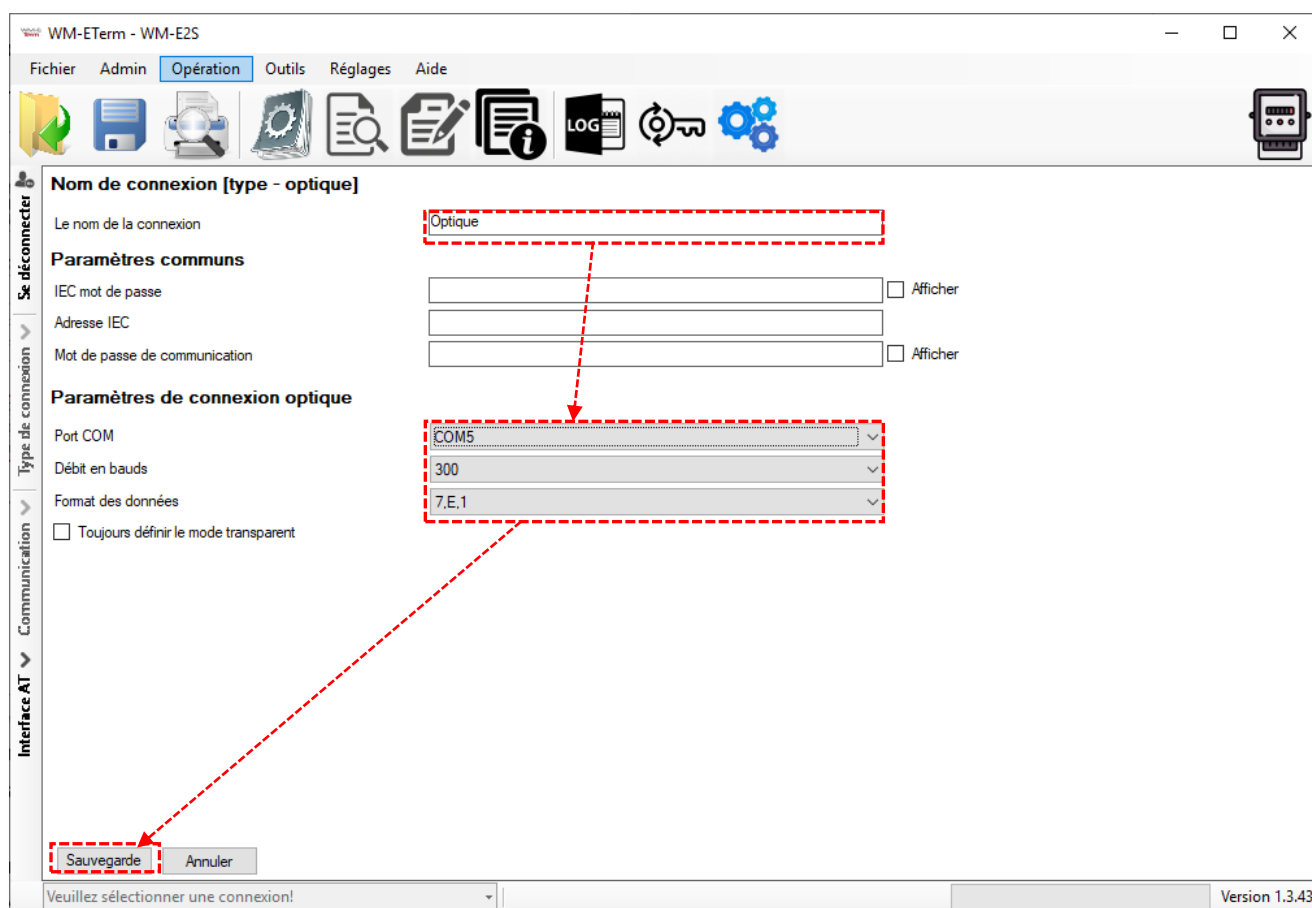 WM-ETerm - WM-E2S
Fichier Admin Opération Outils Réglages Aide
LOG
Nom de connexion [type - optique]
Le nom de la connexion Optique
Paramètres communs
IEC mot de passe Afficher
Adresse IEC
Mot de passe de communication Afficher
Paramètres de connexion optique
Port COM COM5
Débit en bauds 300
Format des données 7,E,1
Toujours définir le mode transparent
Se déconnecter
Type de connexion
Communication
Interface AT
Sauvegarde Annuler
Veuillez sélectionner une connexion! Version 1.3.43